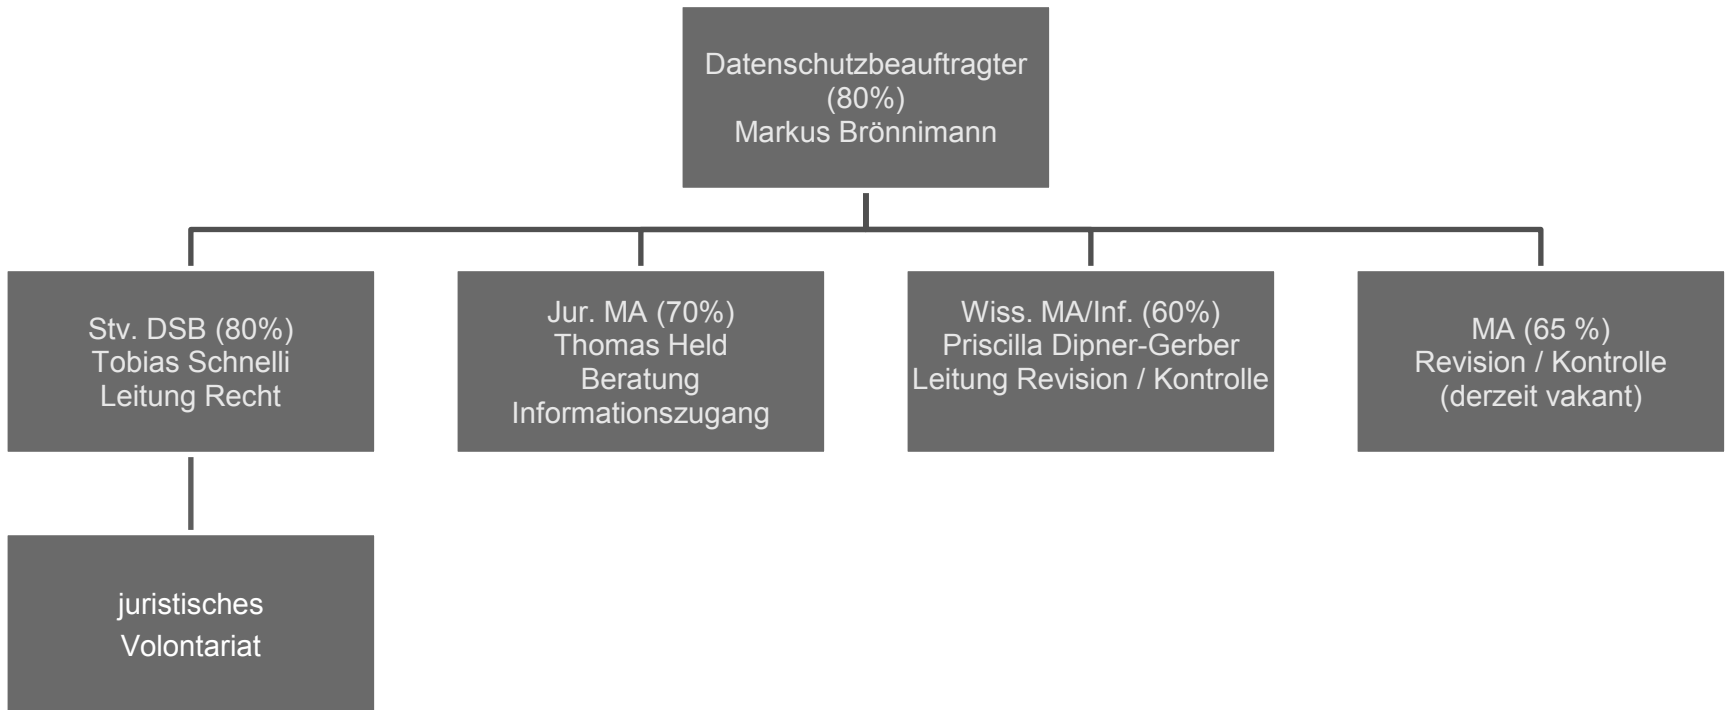 Datenschutzbeauftragter
(80%)
Markus Brönnimann
Stv. DSB (80%)
Tobias Schnelli
Leitung Recht
Jur. MA (70%)
Thomas Held
Beratung
Informationszugang
Wiss. MA/Inf. (60%)
Priscilla Dipner-Gerber
Leitung Revision / Kontrolle
MA (65 %)
Revision / Kontrolle
(derzeit vakant)
juristisches
Volontariat